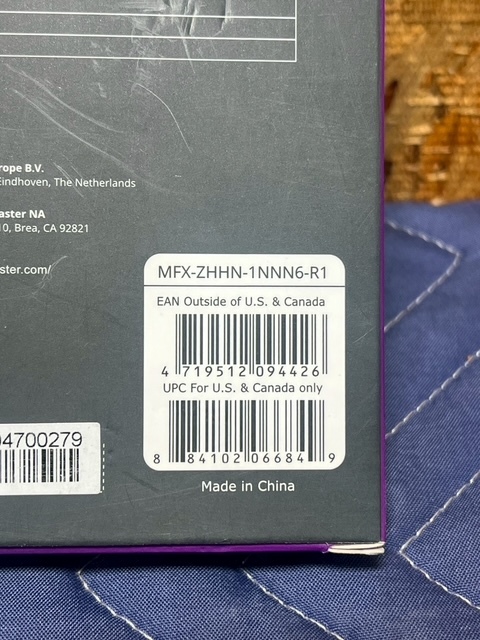 rope B.V.
Eindhoven, The Netherlands
aster NA
10, Brea, CA 92821
ster.com/
MFX-ZHHN-1NNN6-R1
EAN Outside of U.S. & Canada
4 719512 094426
UPC For U.S. & Canada only
8 84102 06684 9
04700279
Made in China